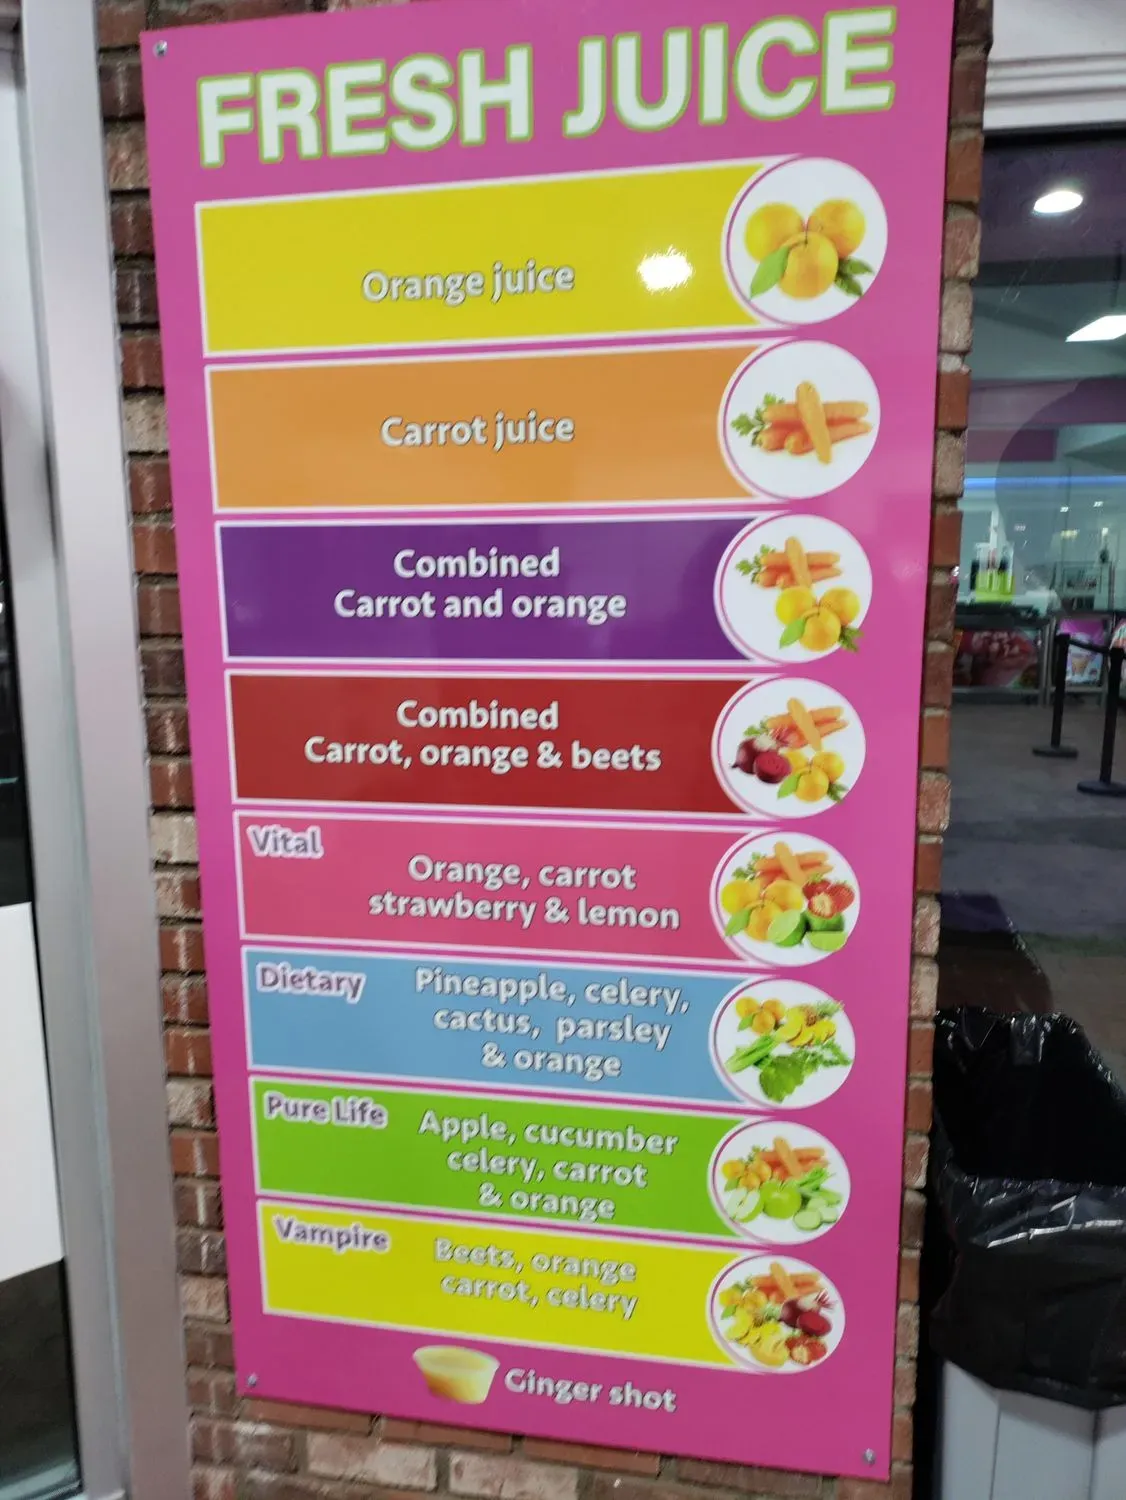 FRESH JUICE
Orange juice
Carrot juice
Combined
Carrot and orange
Combined
Carrot, orange & beets
Vital
Orange, carrot
strawberry & lemon
Dietary
Pineapple, celery,
cactus, parsley
& orange
Pure Life
Apple, cucumber
celery, carrot
& orange
Vampire
Beets, orange
carrot, celery
Ginger shot